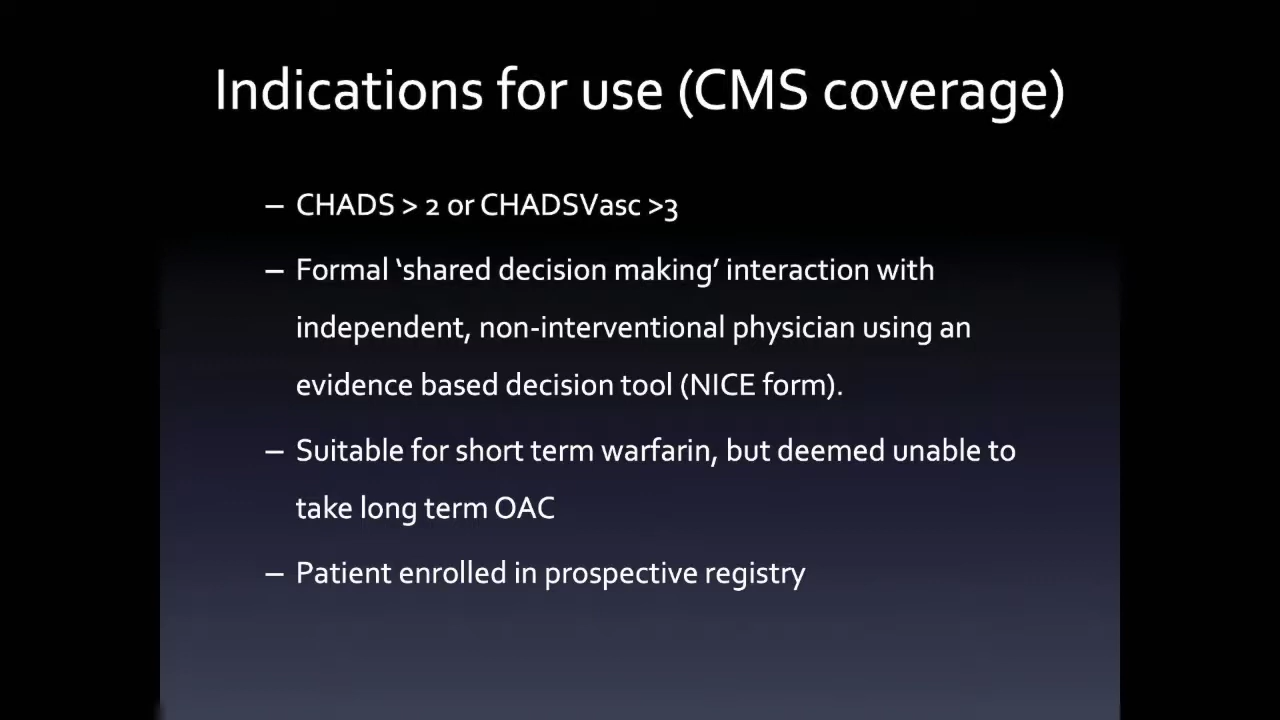 Indications for use (CMS coverage)
– CHADS > 2 or CHADSVasc >3
– Formal ‘shared decision making’ interaction with
independent, non-interventional physician using an
evidence based decision tool (NICE form).
– Suitable for short term warfarin, but deemed unable to
take long term OAC
– Patient enrolled in prospective registry